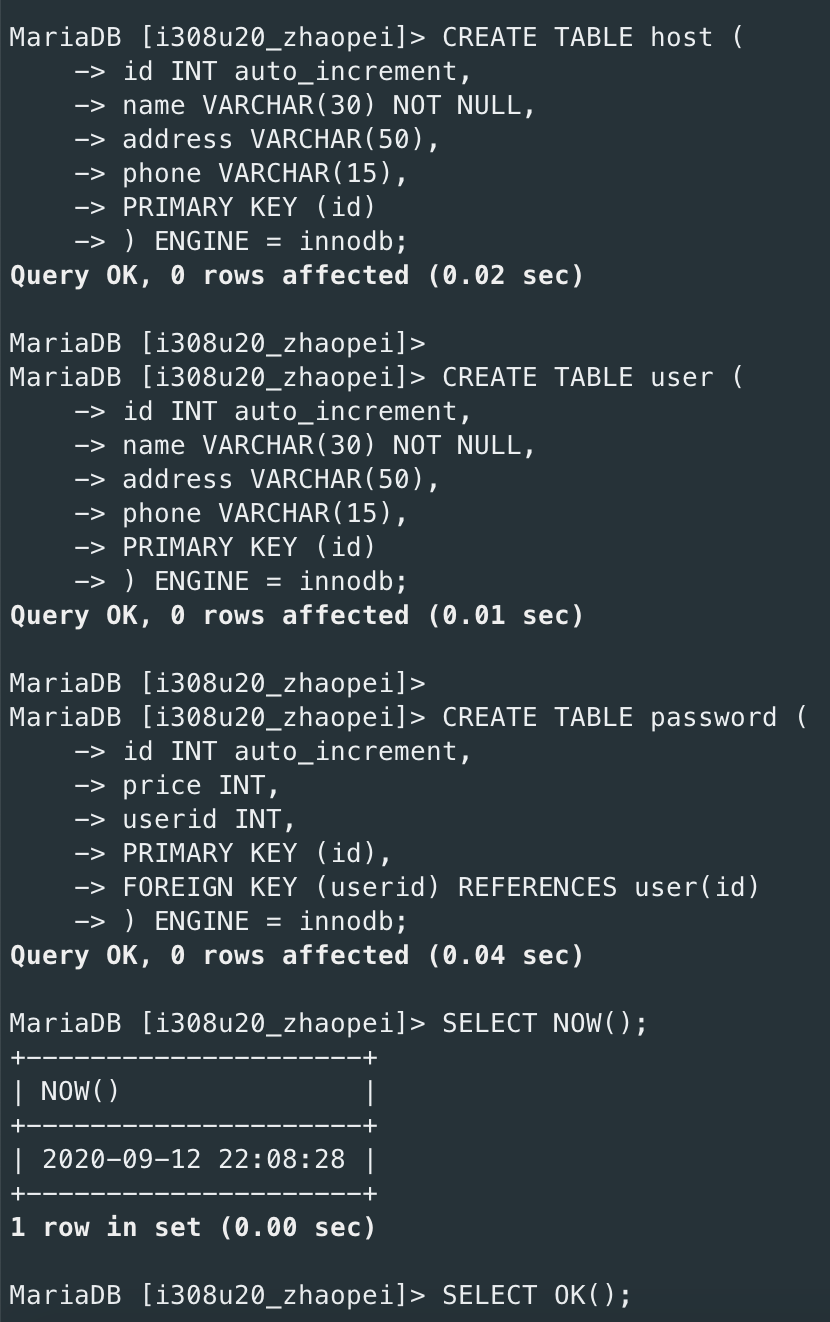 MariaDB [i308u20_zhaopei]> CREATE TABLE host (
    -> id INT auto_increment,
    -> name VARCHAR(30) NOT NULL,
    -> address VARCHAR(50),
    -> phone VARCHAR(15),
    -> PRIMARY KEY (id)
    -> ) ENGINE = innodb;
Query OK, 0 rows affected (0.02 sec)

MariaDB [i308u20_zhaopei]>
MariaDB [i308u20_zhaopei]> CREATE TABLE user (
    -> id INT auto_increment,
    -> name VARCHAR(30) NOT NULL,
    -> address VARCHAR(50),
    -> phone VARCHAR(15),
    -> PRIMARY KEY (id)
    -> ) ENGINE = innodb;
Query OK, 0 rows affected (0.01 sec)

MariaDB [i308u20_zhaopei]>
MariaDB [i308u20_zhaopei]> CREATE TABLE password (
    -> id INT auto_increment,
    -> price INT,
    -> userid INT,
    -> PRIMARY KEY (id),
    -> FOREIGN KEY (userid) REFERENCES user(id)
    -> ) ENGINE = innodb;
Query OK, 0 rows affected (0.04 sec)

MariaDB [i308u20_zhaopei]> SELECT NOW();
+---------------------+
| NOW()               |
+---------------------+
| 2020-09-12 22:08:28 |
+---------------------+
1 row in set (0.00 sec)

MariaDB [i308u20_zhaopei]> SELECT OK();